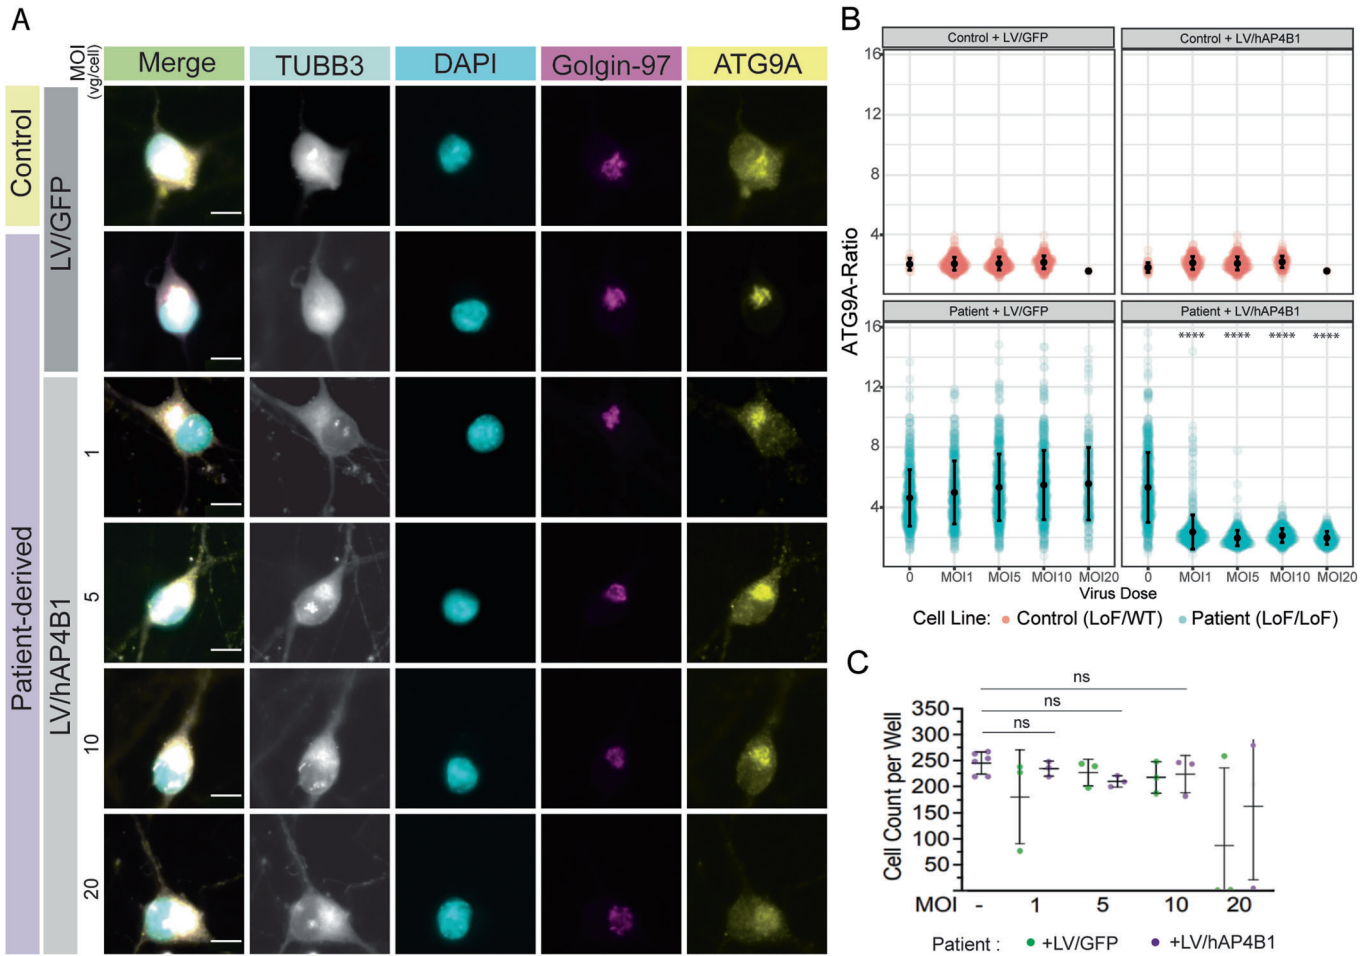 A
MOI
(vg/cell)
Merge
TUBB3
DAPI
Golgin-97
ATG9A
Control
LV/GFP
Patient-derived
LV/hAP4B1
1
5
10
20
B
Control + LV/GFP
Control + LV/hAP4B1
16
12
8
4
ATG9A-Ratio
Patient + LV/GFP
Patient + LV/hAP4B1
16
12
8
4
**** **** **** ****
0 MOI1 MOI5 MOI10 MOI20
0 MOI1 MOI5 MOI10 MOI20
Virus Dose
Cell Line: Control (LoF/WT) Patient (LoF/LoF)
C
ns
ns
ns
Cell Count per Well
350
300
250
200
150
100
50
MOI - 1 5 10 20
Patient : +LV/GFP +LV/hAP4B1